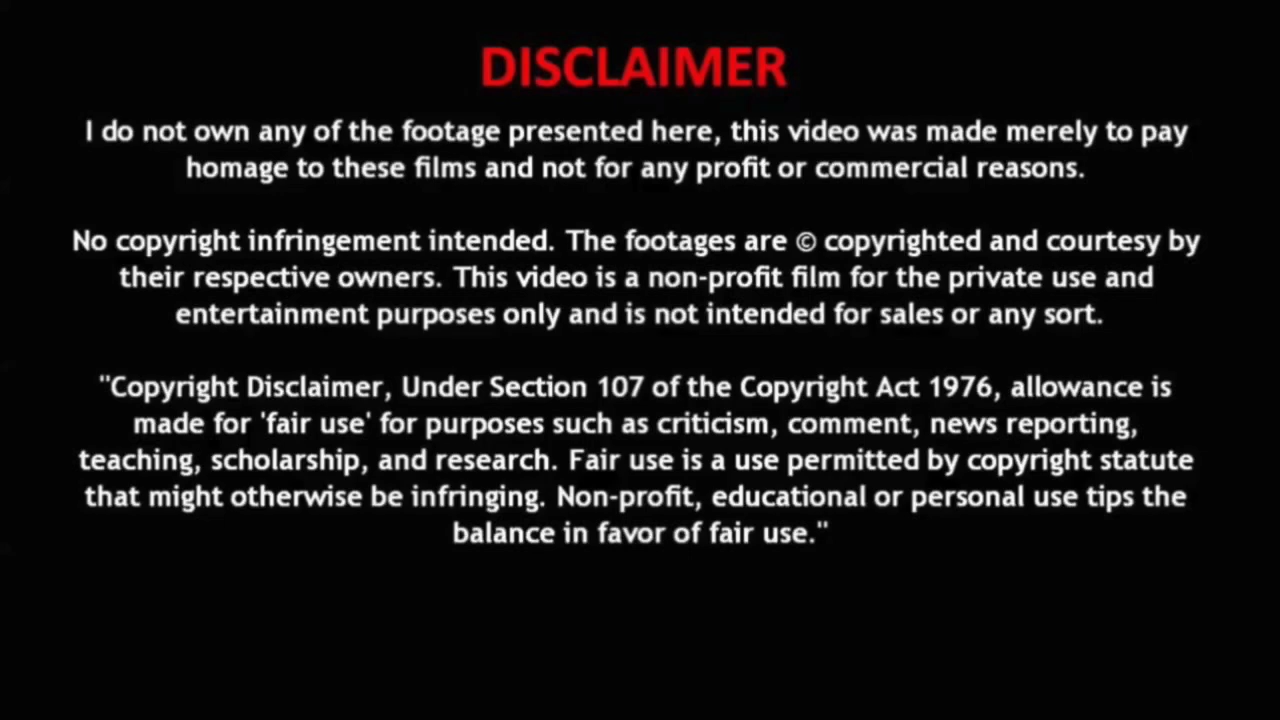 DISCLAIMER
I do not own any of the footage presented here, this video was made merely to pay
homage to these films and not for any profit or commercial reasons.
No copyright infringement intended. The footages are © copyrighted and courtesy by
their respective owners. This video is a non-profit film for the private use and
entertainment purposes only and is not intended for sales or any sort.
"Copyright Disclaimer, Under Section 107 of the Copyright Act 1976, allowance is
made for 'fair use' for purposes such as criticism, comment, news reporting,
teaching, scholarship, and research. Fair use is a use permitted by copyright statute
that might otherwise be infringing. Non-profit, educational or personal use tips the
balance in favor of fair use."